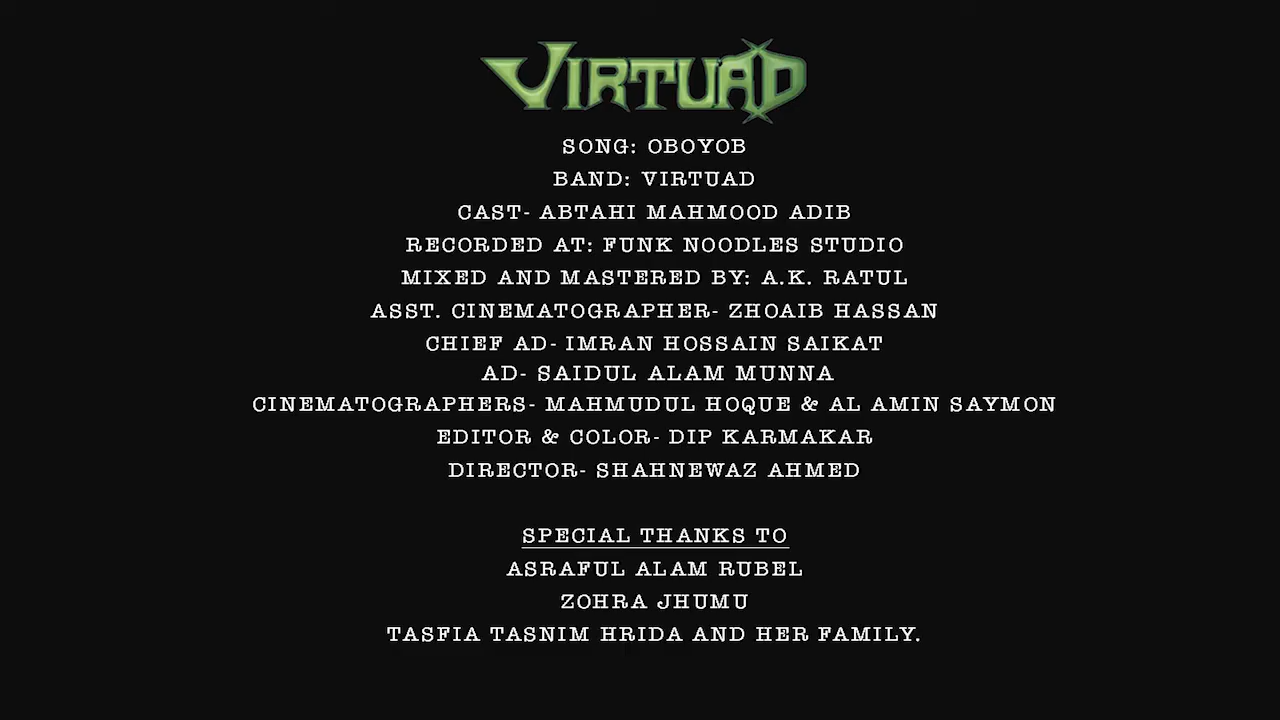 VIRTUAD
SONG: OBOYOB
BAND: VIRTUAD
CAST- ABTAHI MAHMOOD ADIB
RECORDED AT: FUNK NOODLES STUDIO
MIXED AND MASTERED BY: A.K. RATUL
ASST. CINEMATOGRAPHER- ZHOAIB HASSAN
CHIEF AD- IMRAN HOSSAIN SAIKAT
AD- SAIDUL ALAM MUNNA
CINEMATOGRAPHERS- MAHMUDUL HOQUE & AL AMIN SAYMON
EDITOR & COLOR- DIP KARMAKAR
DIRECTOR- SHAHNEWAZ AHMED
SPECIAL THANKS TO
ASRAFUL ALAM RUBEL
ZOHRA JHUMU
TASFIA TASNIM HRIDA AND HER FAMILY.